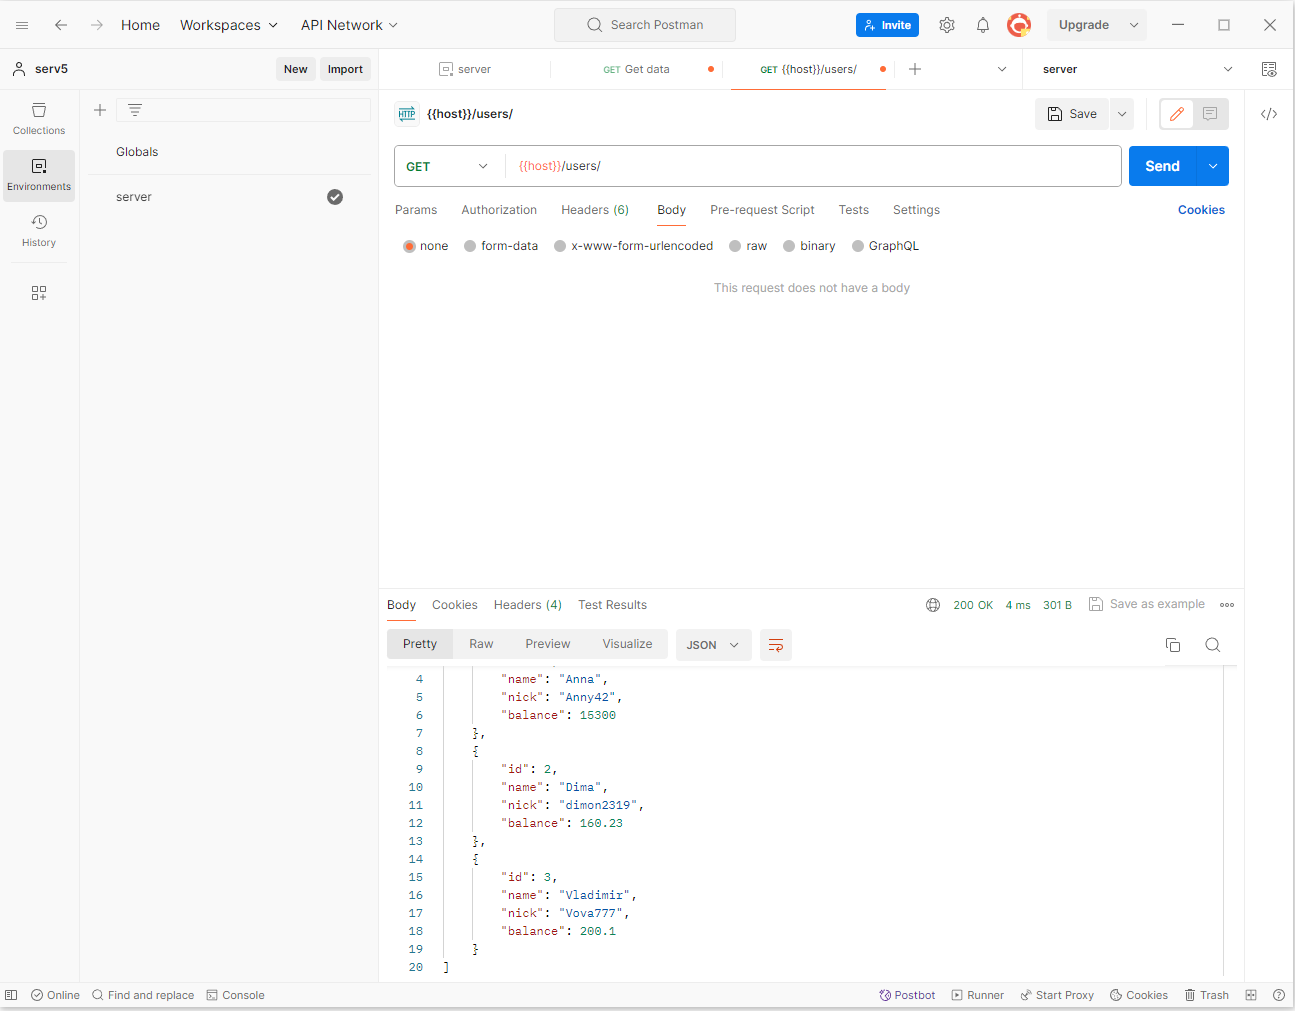 Home Workspaces API Network Search Postman Invite Upgrade
serv5 New Import server GET Get data GET {{host}}/users/ server
HTTP {{host}}/users/ Save
Collections
Globals
GET {{host}}/users/ Send
Environments
server
Params Authorization Headers (6) Body Pre-request Script Tests Settings Cookies
History
none form-data x-www-form-urlencoded raw binary GraphQL
This request does not have a body
Body Cookies Headers (4) Test Results 200 OK 4 ms 301 B Save as example
Pretty Raw Preview Visualize JSON
4 "name": "Anna",
5 "nick": "Anny42",
6 "balance": 15300
7 },
8 {
9 "id": 2,
10 "name": "Dima",
11 "nick": "dimon2319",
12 "balance": 160.23
13 },
14 {
15 "id": 3,
16 "name": "Vladimir",
17 "nick": "Vova777",
18 "balance": 200.1
19 }
20 ]
Online Find and replace Console Postbot Runner Start Proxy Cookies Trash